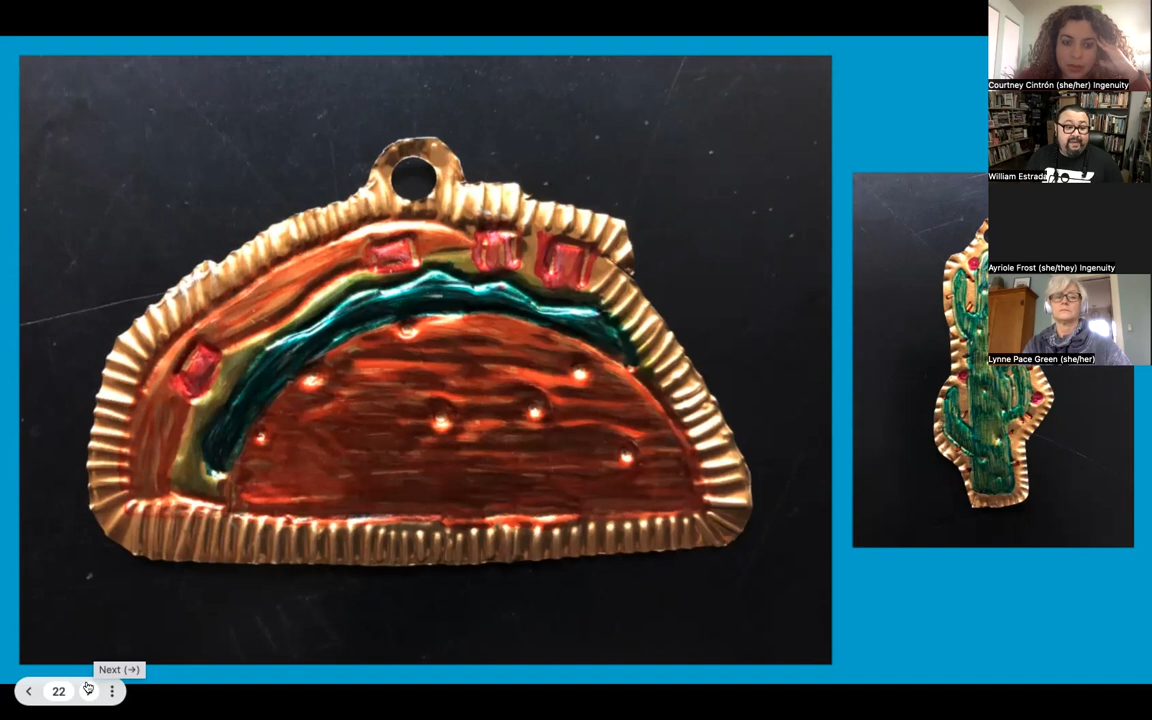 Courtney Cintrón (she/her) Ingenuity
William Estrada
Ayriole Frost (she/they) Ingenuity
Lynne Pace Green (she/her)
Next (→)
22